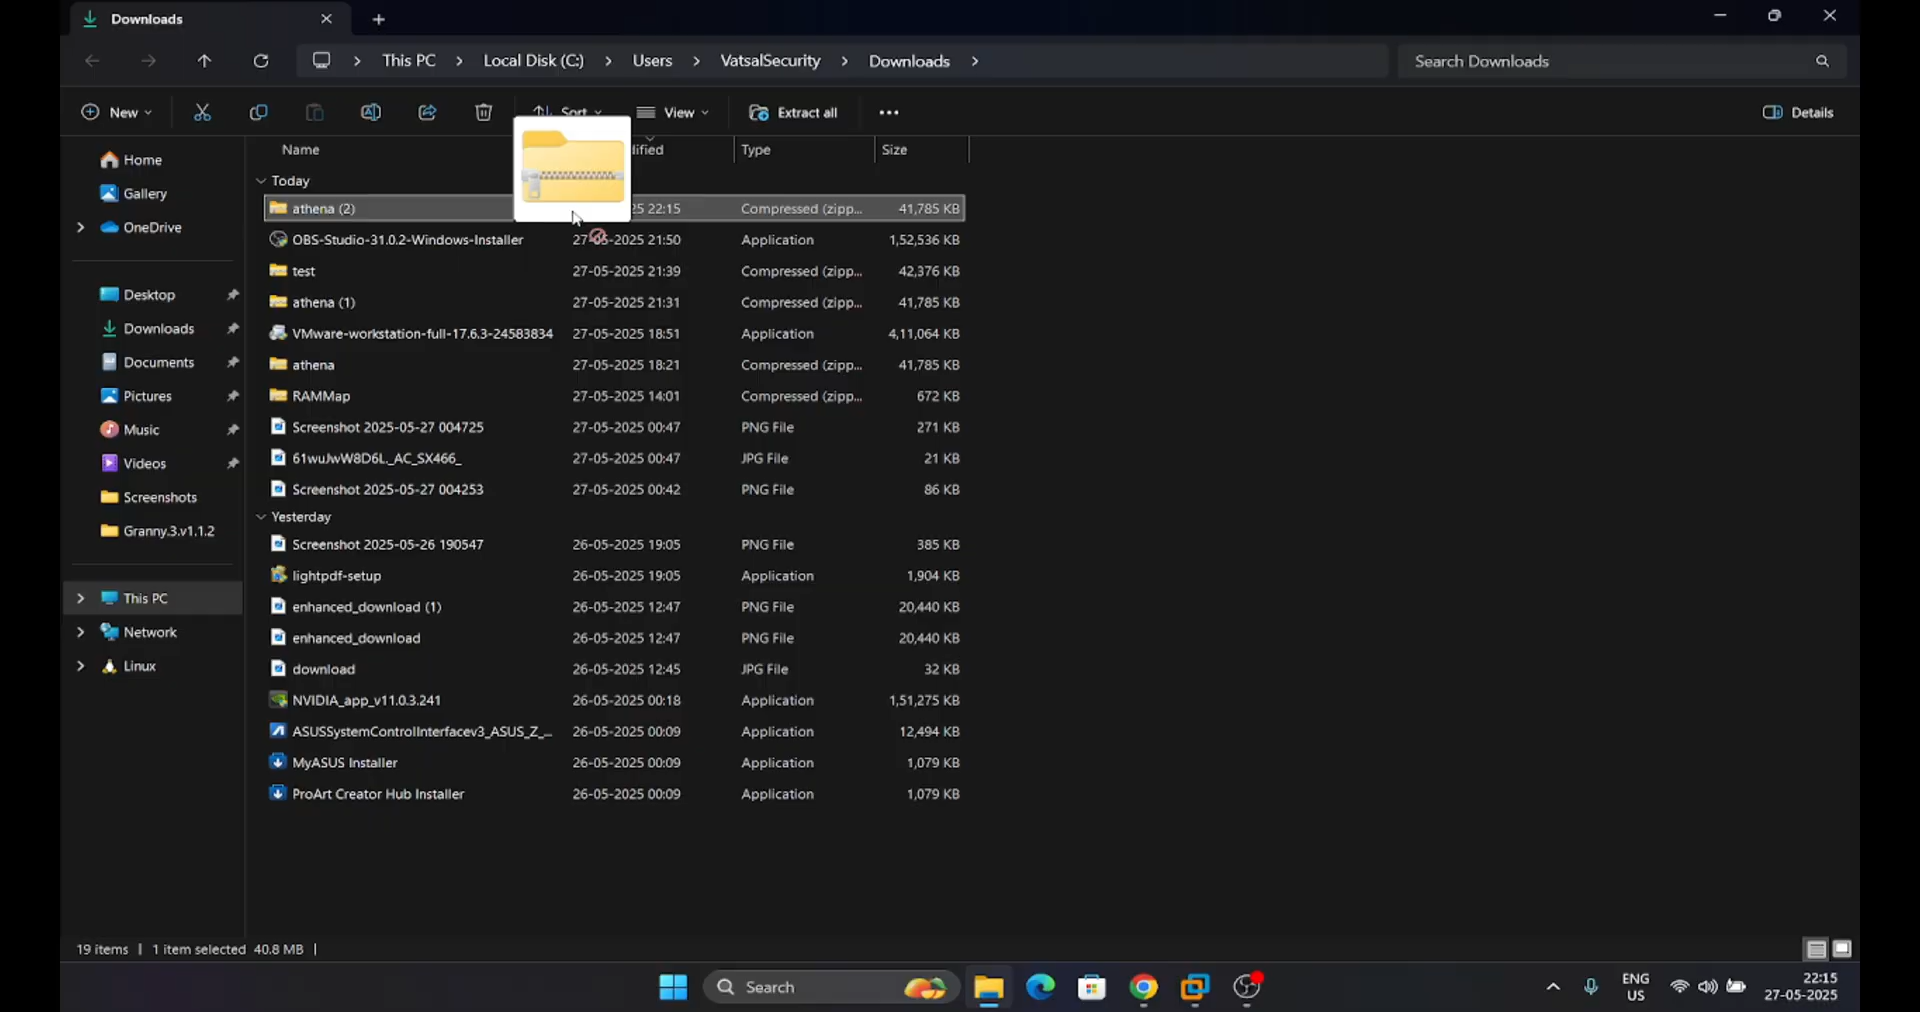 Downloads
This PC > Local Disk (C:) > Users > VatsalSecurity > Downloads >
Search Downloads
New
Sort
View
Extract all
Details
Name Type Size
Home
Gallery
OneDrive
Desktop
Downloads
Documents
Pictures
Music
Videos
Screenshots
Granny.3.v1.1.2
This PC
Network
Linux
Today
athena (2) 22:15 Compressed (zipp... 41,785 KB
OBS-Studio-31.0.2-Windows-Installer 27-05-2025 21:50 Application 1,52,536 KB
test 27-05-2025 21:39 Compressed (zipp... 42,376 KB
athena (1) 27-05-2025 21:31 Compressed (zipp... 41,785 KB
VMware-workstation-full-17.6.3-24583834 27-05-2025 18:51 Application 4,11,064 KB
athena 27-05-2025 18:21 Compressed (zipp... 41,785 KB
RAMMap 27-05-2025 14:01 Compressed (zipp... 672 KB
Screenshot 2025-05-27 004725 27-05-2025 00:47 PNG File 271 KB
61wuJwW8D6L._AC_SX466_ 27-05-2025 00:47 JPG File 21 KB
Screenshot 2025-05-27 004253 27-05-2025 00:42 PNG File 86 KB
Yesterday
Screenshot 2025-05-26 190547 26-05-2025 19:05 PNG File 385 KB
lightpdf-setup 26-05-2025 19:05 Application 1,904 KB
enhanced_download (1) 26-05-2025 12:47 PNG File 20,440 KB
enhanced_download 26-05-2025 12:47 PNG File 20,440 KB
download 26-05-2025 12:45 JPG File 32 KB
NVIDIA_app_v11.0.3.241 26-05-2025 00:18 Application 1,51,275 KB
ASUSSystemControlInterfacev3_ASUS_Z_... 26-05-2025 00:09 Application 12,494 KB
MyASUS Installer 26-05-2025 00:09 Application 1,079 KB
ProArt Creator Hub Installer 26-05-2025 00:09 Application 1,079 KB
19 items | 1 item selected 40.8 MB |
Search
ENG
US
22:15
27-05-2025